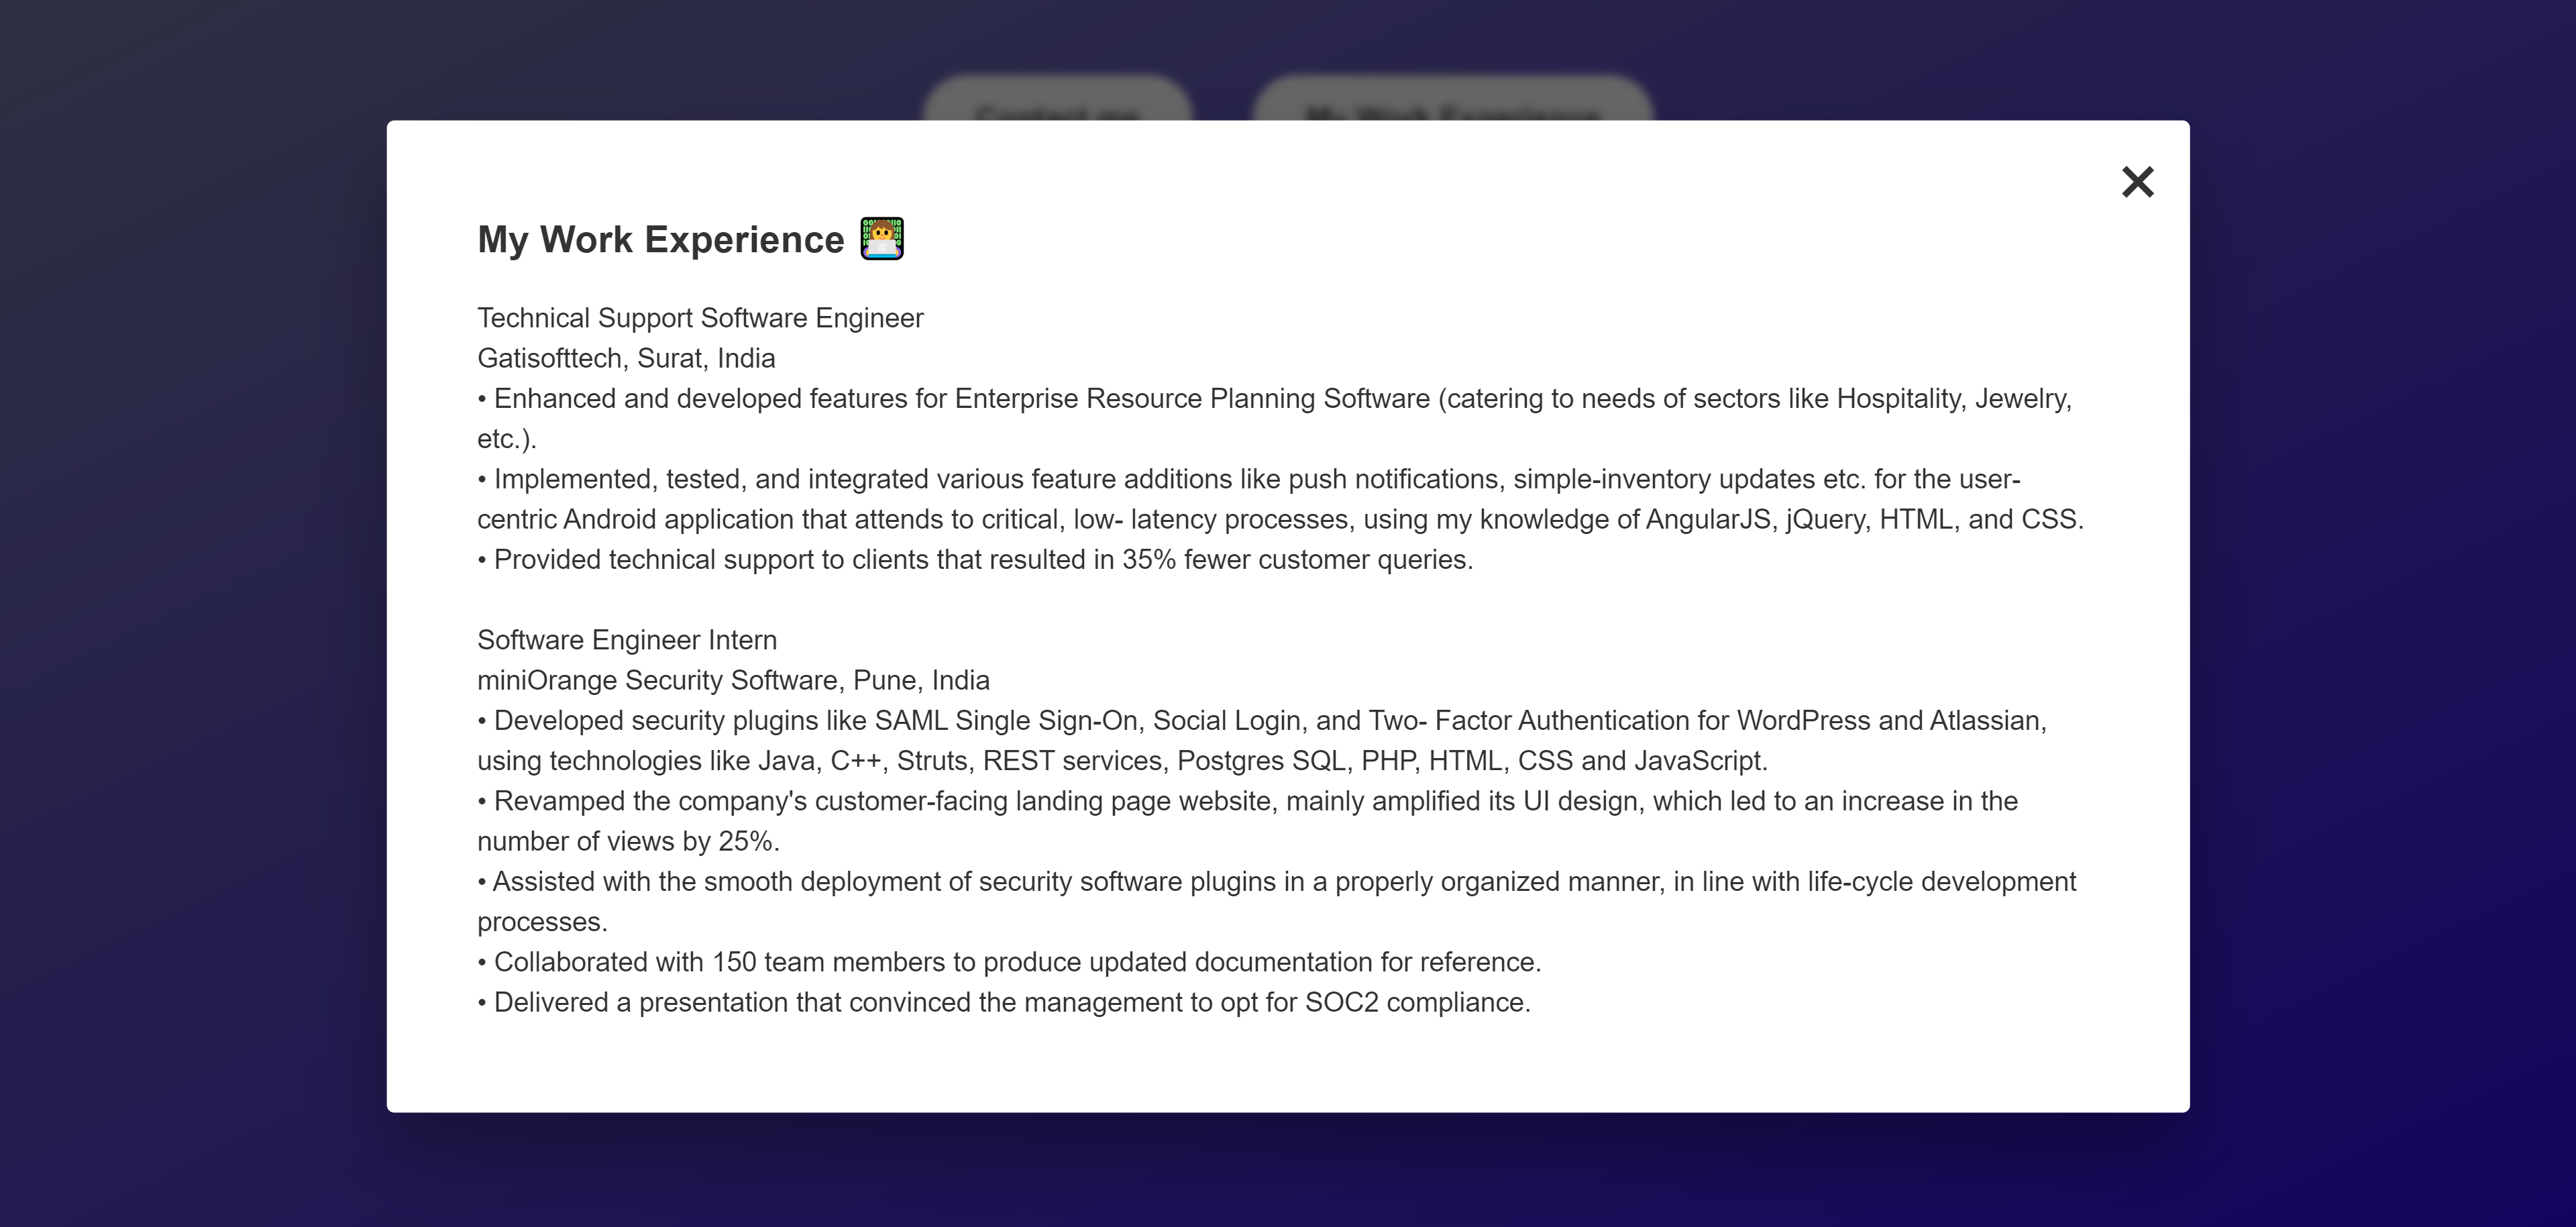 Contact me
My Work Experience
My Work Experience
Technical Support Software Engineer
Gatisofttech, Surat, India
• Enhanced and developed features for Enterprise Resource Planning Software (catering to needs of sectors like Hospitality, Jewelry,
etc.).
• Implemented, tested, and integrated various feature additions like push notifications, simple-inventory updates etc. for the user-
centric Android application that attends to critical, low- latency processes, using my knowledge of AngularJS, jQuery, HTML, and CSS.
• Provided technical support to clients that resulted in 35% fewer customer queries.
Software Engineer Intern
miniOrange Security Software, Pune, India
• Developed security plugins like SAML Single Sign-On, Social Login, and Two- Factor Authentication for WordPress and Atlassian,
using technologies like Java, C++, Struts, REST services, Postgres SQL, PHP, HTML, CSS and JavaScript.
• Revamped the company's customer-facing landing page website, mainly amplified its UI design, which led to an increase in the
number of views by 25%.
• Assisted with the smooth deployment of security software plugins in a properly organized manner, in line with life-cycle development
processes.
• Collaborated with 150 team members to produce updated documentation for reference.
• Delivered a presentation that convinced the management to opt for SOC2 compliance.